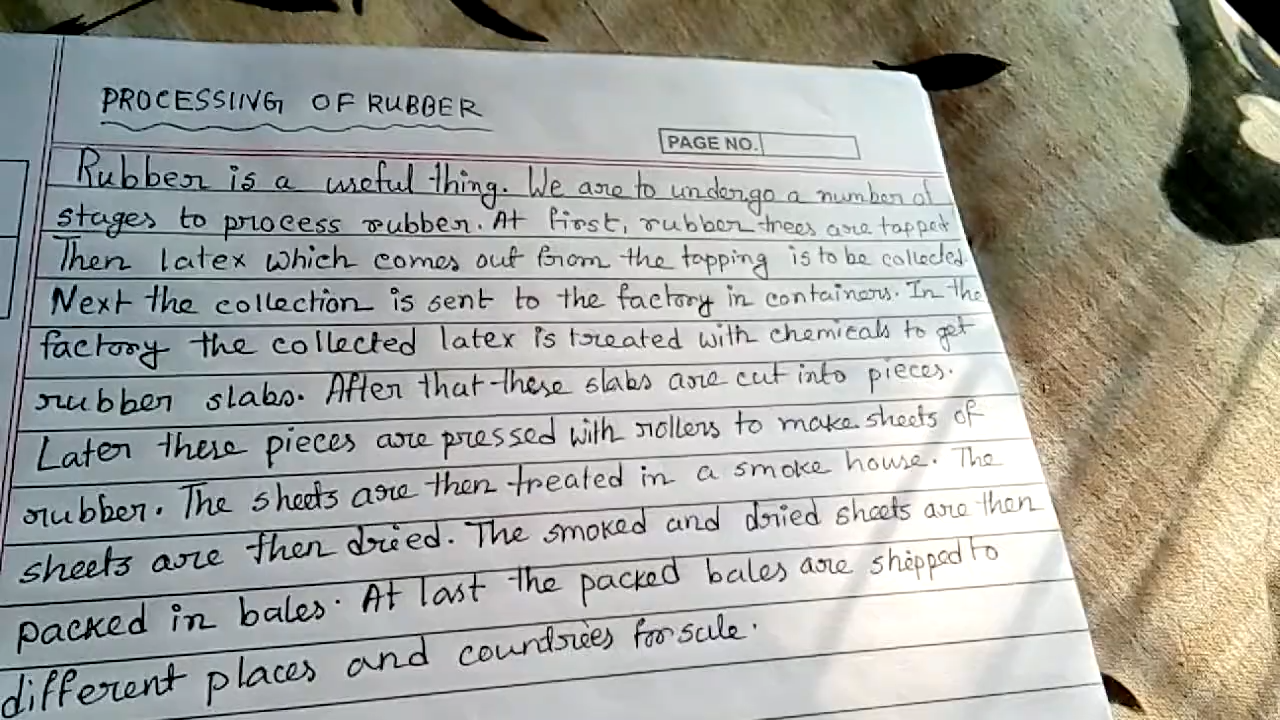 PROCESSING OF RUBBER
PAGE NO.
Rubber is a useful thing. We are to undergo a number of
stages to process rubber. At first, rubber trees are tapped
Then latex which comes out from the tapping is to be collected.
Next the collection is sent to the factory in containers. In the
factory the collected latex is treated with chemicals to get
rubber slabs. After that these slabs are cut into pieces.
Later these pieces are pressed with rollers to make sheets of
rubber. The sheets are then treated in a smoke house. The
sheets are then dried. The smoked and dried sheets are then
packed in bales. At last the packed bales are shipped to
different places and countries for sale.